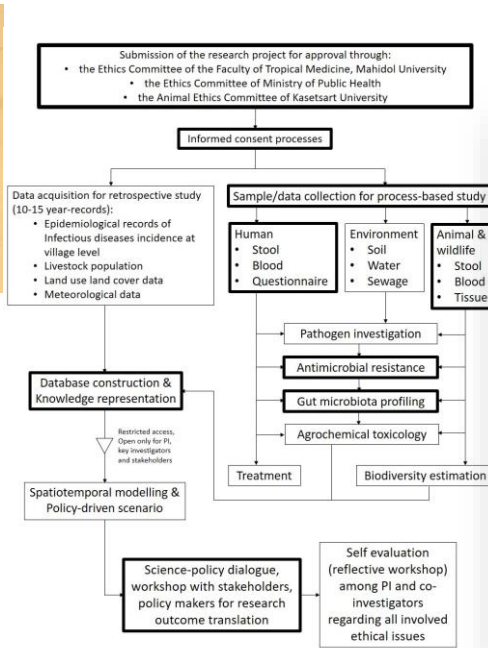 Submission of the research project for approval through:
• the Ethics Committee of the Faculty of Tropical Medicine, Mahidol University
• the Ethics Committee of Ministry of Public Health
• the Animal Ethics Committee of Kasetsart University
Informed consent processes
Data acquisition for retrospective study
(10-15 year-records):
• Epidemiological records of
Infectious diseases incidence at
village level
• Livestock population
• Land use land cover data
• Meteorological data
Sample/data collection for process-based study
Human
• Stool
• Blood
• Questionnaire
Environment
• Soil
• Water
• Sewage
Animal &
wildlife
• Stool
• Blood
• Tissue
Pathogen investigation
Antimicrobial resistance
Gut microbiota profiling
Agrochemical toxicology
Treatment
Biodiversity estimation
Database construction &
Knowledge representation
Restricted access,
Open only for PI,
key investigators
and stakeholders
Spatiotemporal modelling &
Policy-driven scenario
Science-policy dialogue,
workshop with stakeholders,
policy makers for research
outcome translation
Self evaluation
(reflective workshop)
among PI and co-
investigators
regarding all involved
ethical issues